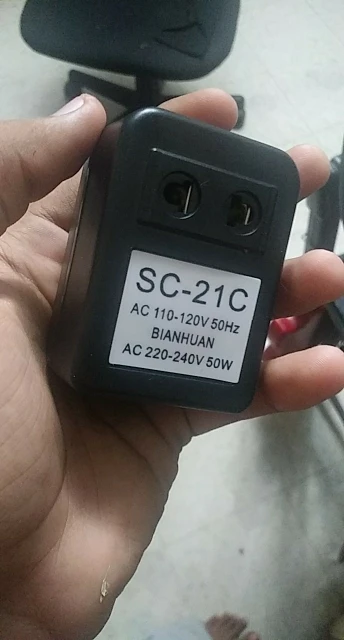 SC-21C
AC 110-120V 50Hz
BIANHUAN
AC 220-240V 50W